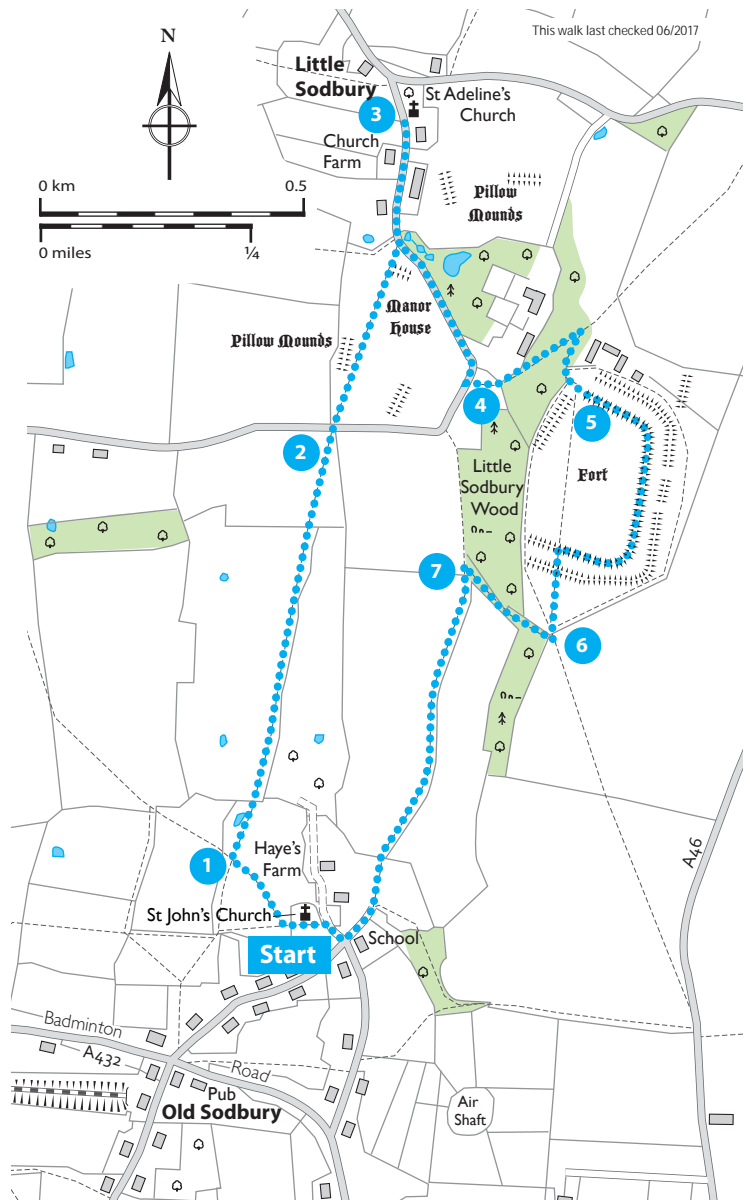 This walk last checked 06/2017
N
Little
Sodbury
St Adeline's
Church
3
Church
Farm
0 km
0.5
0 miles
¼
Pillow
Mounds
Manor
House
Pillow Mounds
4
5
2
Fort
Little
Sodbury
Wood
7
6
A46
1
Haye's
Farm
St John's Church
School
Start
Badminton
A432
Road
Pub
Old Sodbury
Air
Shaft